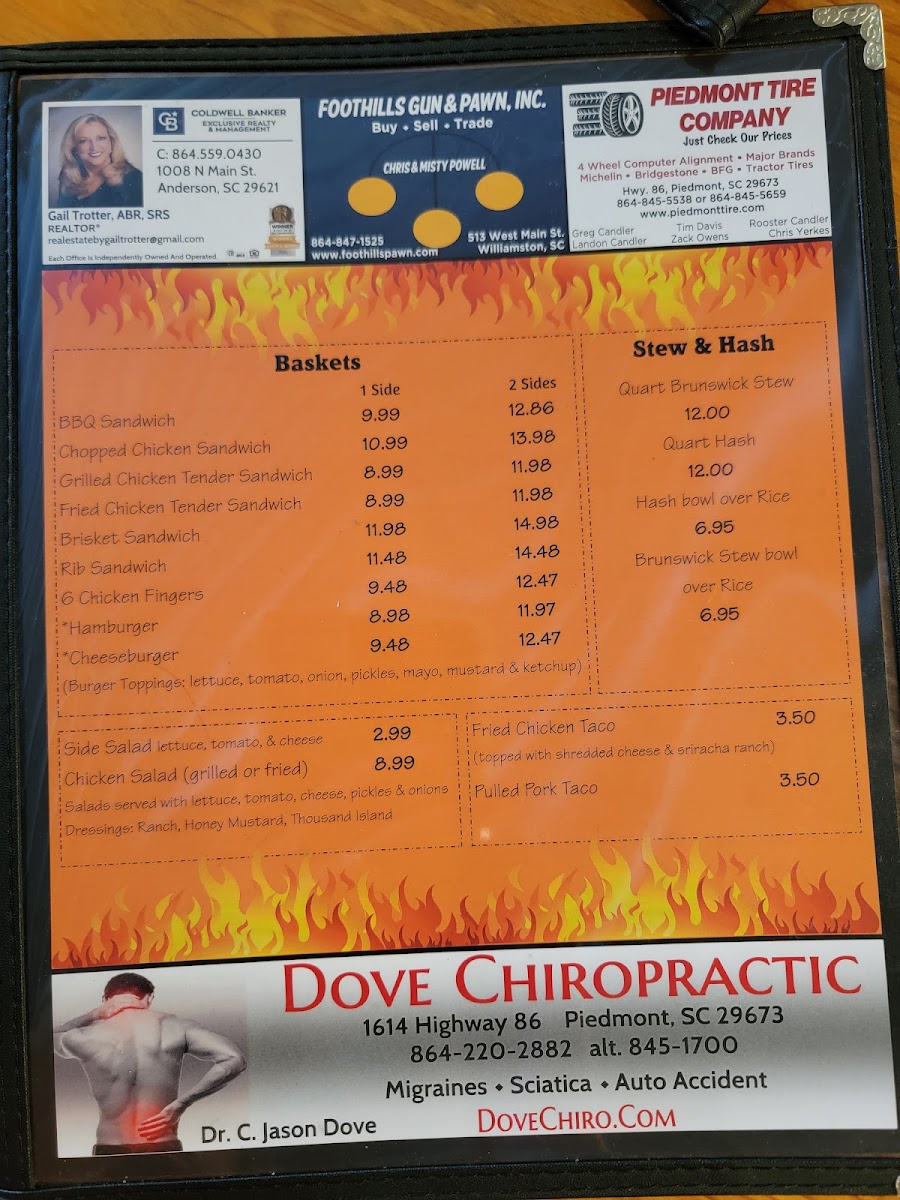 COLDWELL BANKER
EXCLUSIVE REALTY
& MANAGEMENT
C: 864.559.0430
1008 N Main St.
Anderson, SC 29621
Gail Trotter, ABR, SRS
REALTOR®
realestatebygailtrotter@gmail.com
Each Office is Independently Owned And Operated
FOOTHILLS GUN & PAWN, INC.
Buy • Sell • Trade
CHRIS & MISTY POWELL
864-847-1525
www.foothillspawn.com
513 West Main St.
Williamston, SC
PIEDMONT TIRE
COMPANY
Just Check Our Prices
4 Wheel Computer Alignment • Major Brands
Michelin • Bridgestone • BFG • Tractor Tires
Hwy. 86, Piedmont, SC 29673
864-845-5538 or 864-845-5659
www.piedmonttire.com
Greg Candler Tim Davis Rooster Candler
Landon Candler Zack Owens Chris Yerkes
Baskets
1 Side 2 Sides
BBQ Sandwich 9.99 12.86
Chopped Chicken Sandwich 10.99 13.98
Grilled Chicken Tender Sandwich 8.99 11.98
Fried Chicken Tender Sandwich 8.99 11.98
Brisket Sandwich 11.98 14.98
Rib Sandwich 11.48 14.48
6 Chicken Fingers 9.48 12.47
*Hamburger 8.98 11.97
*Cheeseburger 9.48 12.47
(Burger Toppings: lettuce, tomato, onion, pickles, mayo, mustard & ketchup)
Stew & Hash
Quart Brunswick Stew
12.00
Quart Hash
12.00
Hash bowl over Rice
6.95
Brunswick Stew bowl
over Rice
6.95
Side Salad lettuce, tomato, & cheese 2.99
Chicken Salad (grilled or fried) 8.99
Salads served with lettuce, tomato, cheese, pickles & onions
Dressings: Ranch, Honey Mustard, Thousand Island
Fried Chicken Taco 3.50
(topped with shredded cheese & sriracha ranch)
Pulled Pork Taco 3.50
DOVE CHIROPRACTIC
1614 Highway 86 Piedmont, SC 29673
864-220-2882 alt. 845-1700
Migraines • Sciatica • Auto Accident
Dr. C. Jason Dove
DOVECHIRO.COM